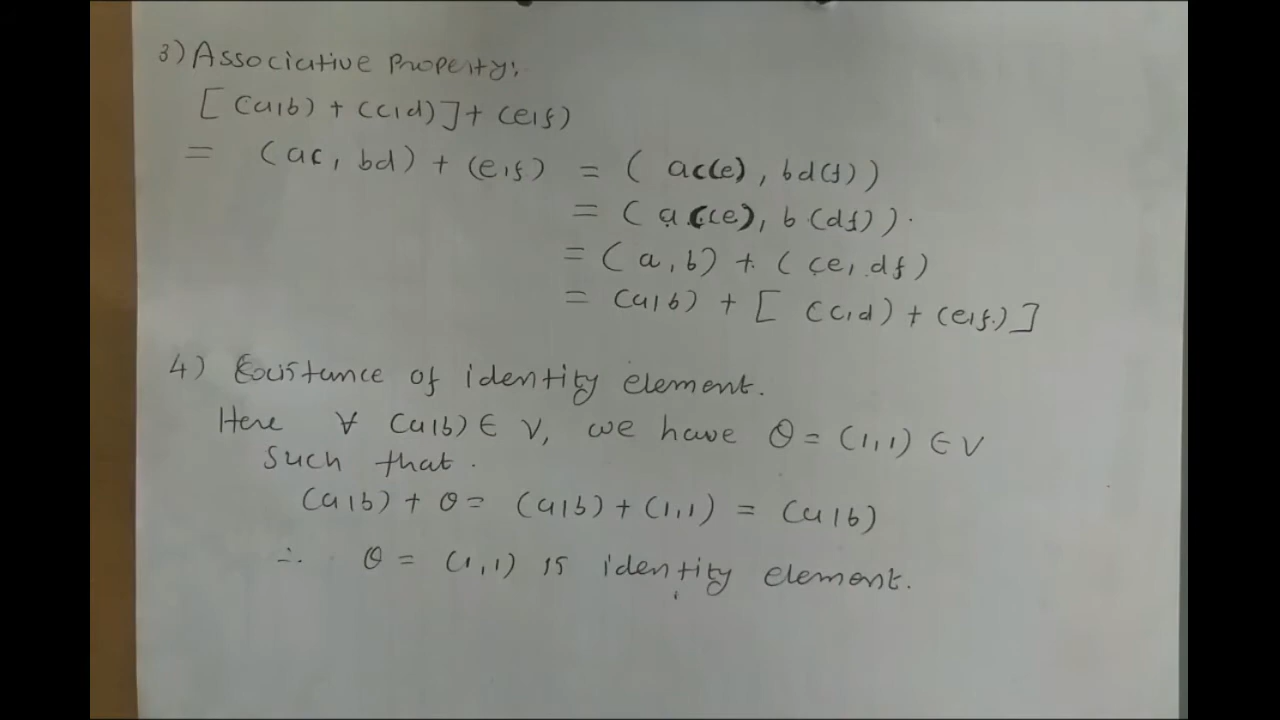 3) Associative Property:
[(a,b) + (c,d)] + (e,f)
= (ac, bd) + (e,f) = (ac(e), bd(f))
= (a(ce), b(df)).
= (a,b) + (ce, df)
= (a,b) + [(c,d) + (e,f)]
4) Existance of identity element.
Here ∀ (a,b) ∈ V, we have θ = (1,1) ∈ V
Such that.
(a,b) + θ = (a,b) + (1,1) = (a,b)
∴ θ = (1,1) is identity element.